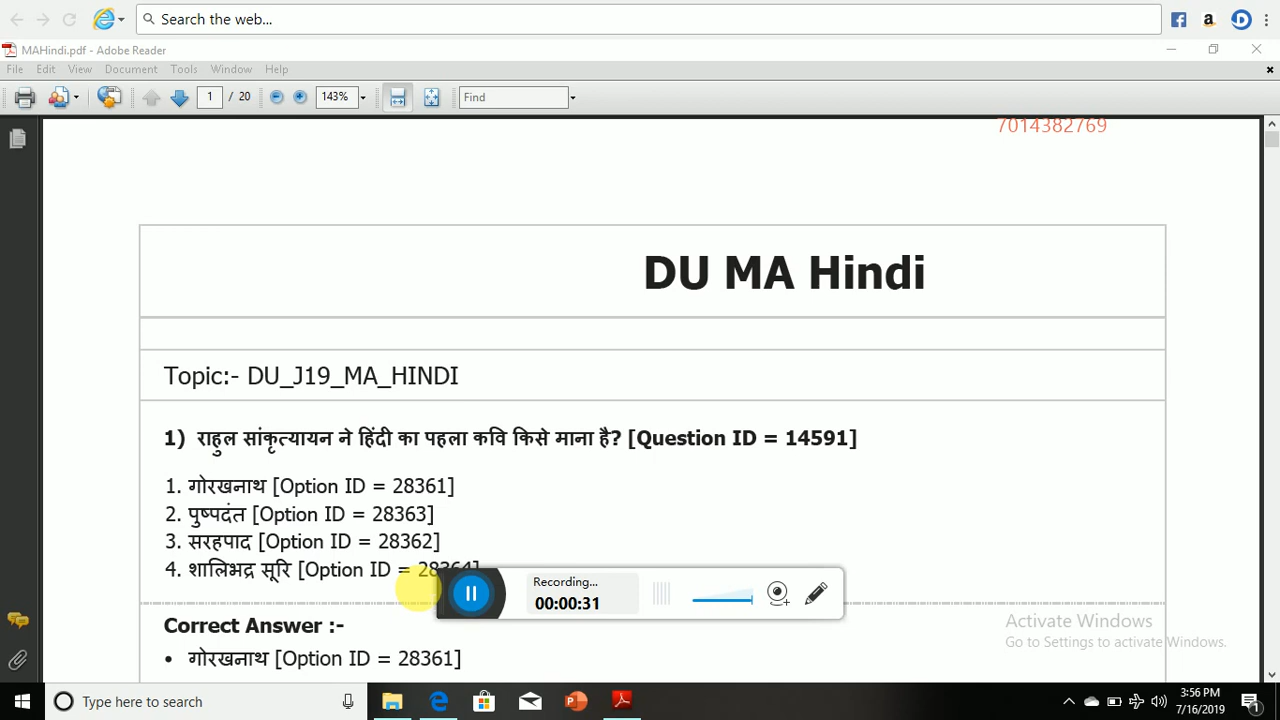 Search the web...
MAHindi.pdf - Adobe Reader
File Edit View Document Tools Window Help
1 / 20 143% Find
7014382769
DU MA Hindi
Topic:- DU_J19_MA_HINDI
1) राहुल सांकृत्यायन ने हिंदी का पहला कवि किसे माना है? [Question ID = 14591]
1. गोरखनाथ [Option ID = 28361]
2. पुष्पदंत [Option ID = 28363]
3. सरहपाद [Option ID = 28362]
4. शालिभद्र सूरि [Option ID = 28364]
Recording...
00:00:31
Correct Answer :-
• गोरखनाथ [Option ID = 28361]
Activate Windows
Go to Settings to activate Windows.
Type here to search
3:56 PM
7/16/2019